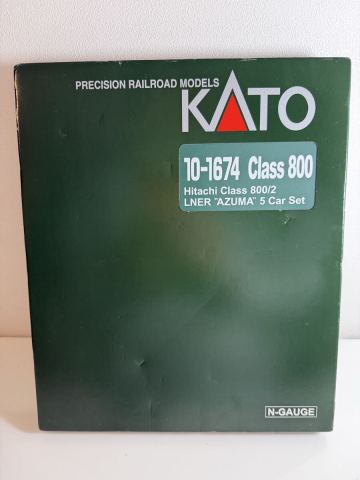 PRECISION RAILROAD MODELS
KATO
10-1674 Class 800
Hitachi Class 800/2
LNER "AZUMA" 5 Car Set
N-GAUGE